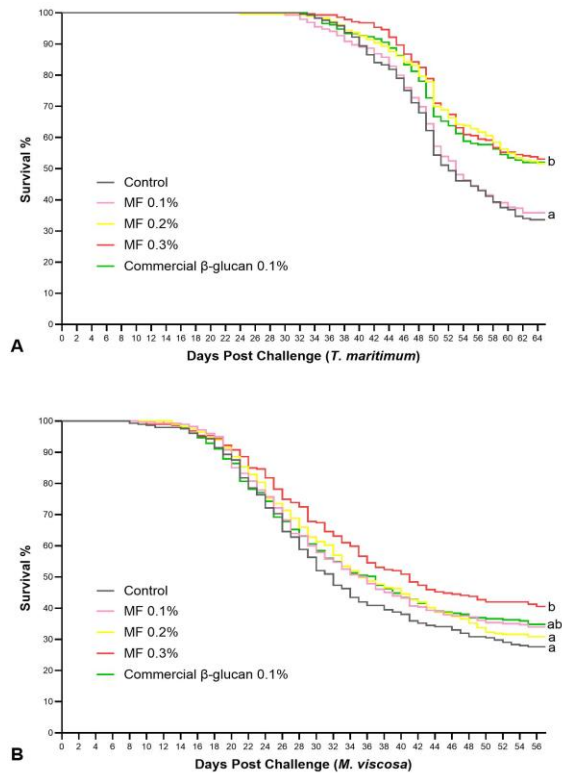 100
90
80
70
60
50
40
30
20
10
0
Survival %
Control
MF 0.1%
MF 0.2%
MF 0.3%
Commercial β-glucan 0.1%
b
a
0 2 4 6 8 10 12 14 16 18 20 22 24 26 28 30 32 34 36 38 40 42 44 46 48 50 52 54 56 58 60 62 64
A
Days Post Challenge (T. maritimum)
100
90
80
70
60
50
40
30
20
10
0
Survival %
Control
MF 0.1%
MF 0.2%
MF 0.3%
Commercial β-glucan 0.1%
b
ab
a
a
0 2 4 6 8 10 12 14 16 18 20 22 24 26 28 30 32 34 36 38 40 42 44 46 48 50 52 54 56
B
Days Post Challenge (M. viscosa)